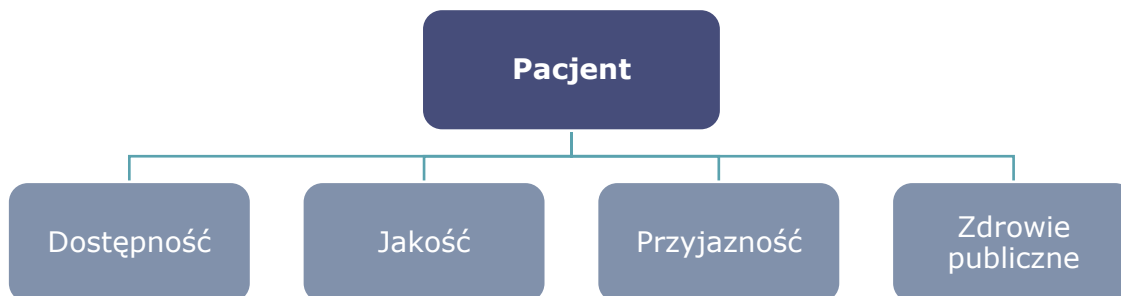 Pacjent
Dostępność
Jakość
Przyjazność
Zdrowie
publiczne